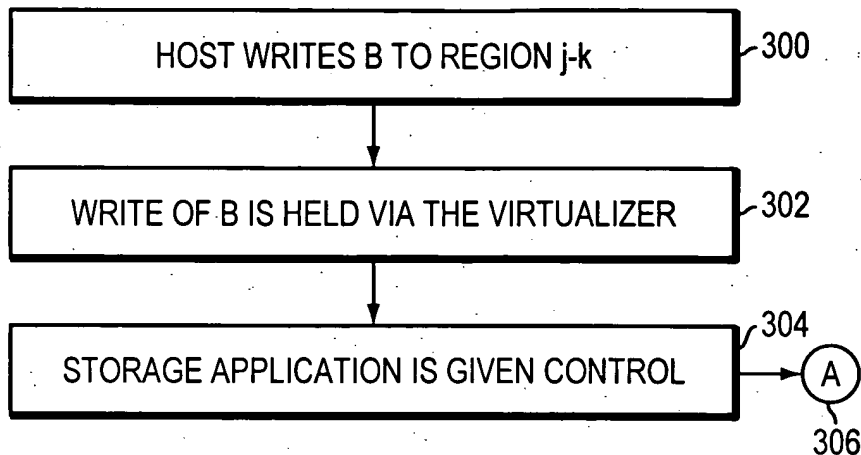 HOST WRITES B TO REGION j-k
300
WRITE OF B IS HELD VIA THE VIRTUALIZER
302
STORAGE APPLICATION IS GIVEN CONTROL
304
A
306